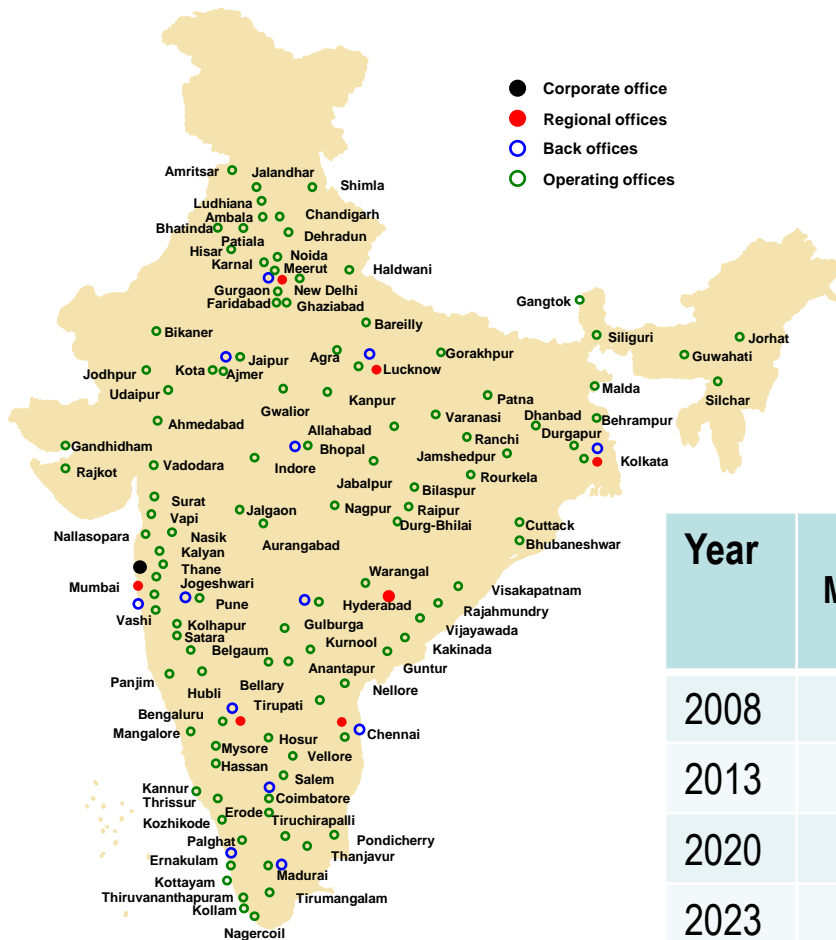 Corporate office
Regional offices
Back offices
Operating offices
Amritsar
Jalandhar
Shimla
Ludhiana
Ambala
Chandigarh
Bhatinda
Patiala
Dehradun
Hisar
Noida
Karnal
Meerut
Haldwani
Gurgaon
New Delhi
Faridabad
Ghaziabad
Gangtok
Bikaner
Bareilly
Siliguri
Jorhat
Guwahati
Jodhpur
Kota
Jaipur
Ajmer
Agra
Lucknow
Gorakhpur
Udaipur
Gwalior
Kanpur
Patna
Malda
Silchar
Ahmedabad
Allahabad
Varanasi
Dhanbad
Behrampur
Gandhidham
Bhopal
Ranchi
Durgapur
Rajkot
Vadodara
Indore
Jamshedpur
Kolkata
Jabalpur
Bilaspur
Rourkela
Surat
Vapi
Jalgaon
Nagpur
Raipur
Durg-Bhilai
Cuttack
Nallasopara
Nasik
Aurangabad
Bhubaneshwar
Kalyan
Thane
Warangal
Mumbai
Jogeshwari
Visakapatnam
Vashi
Pune
Hyderabad
Rajahmundry
Kolhapur
Gulburga
Vijayawada
Satara
Kurnool
Kakinada
Belgaum
Guntur
Panjim
Anantapur
Hubli
Bellary
Nellore
Bengaluru
Tirupati
Mangalore
Hosur
Chennai
Mysore
Vellore
Hassan
Salem
Kannur
Coimbatore
Thrissur
Erode
Tiruchirapalli
Kozhikode
Pondicherry
Palghat
Thanjavur
Ernakulam
Madurai
Kottayam
Tirumangalam
Thiruvananthapuram
Kollam
Nagercoil
Year
M
2008
2013
2020
2023